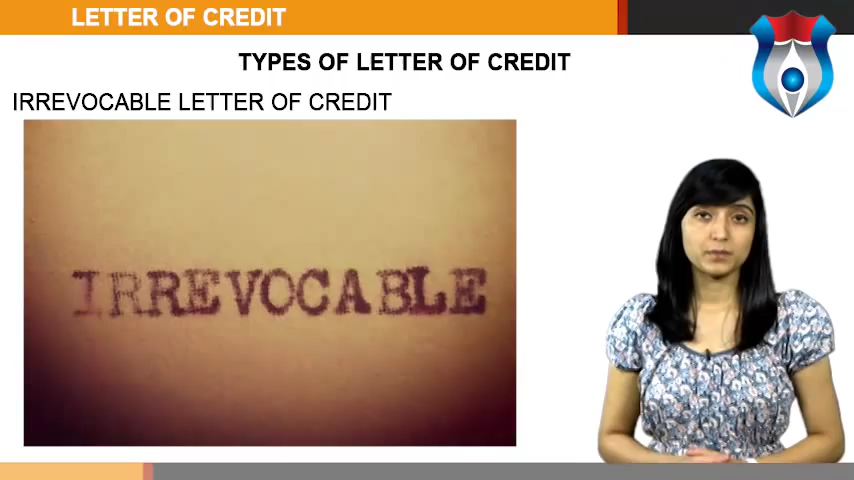 LETTER OF CREDIT
TYPES OF LETTER OF CREDIT
IRREVOCABLE LETTER OF CREDIT
IRREVOCABLE